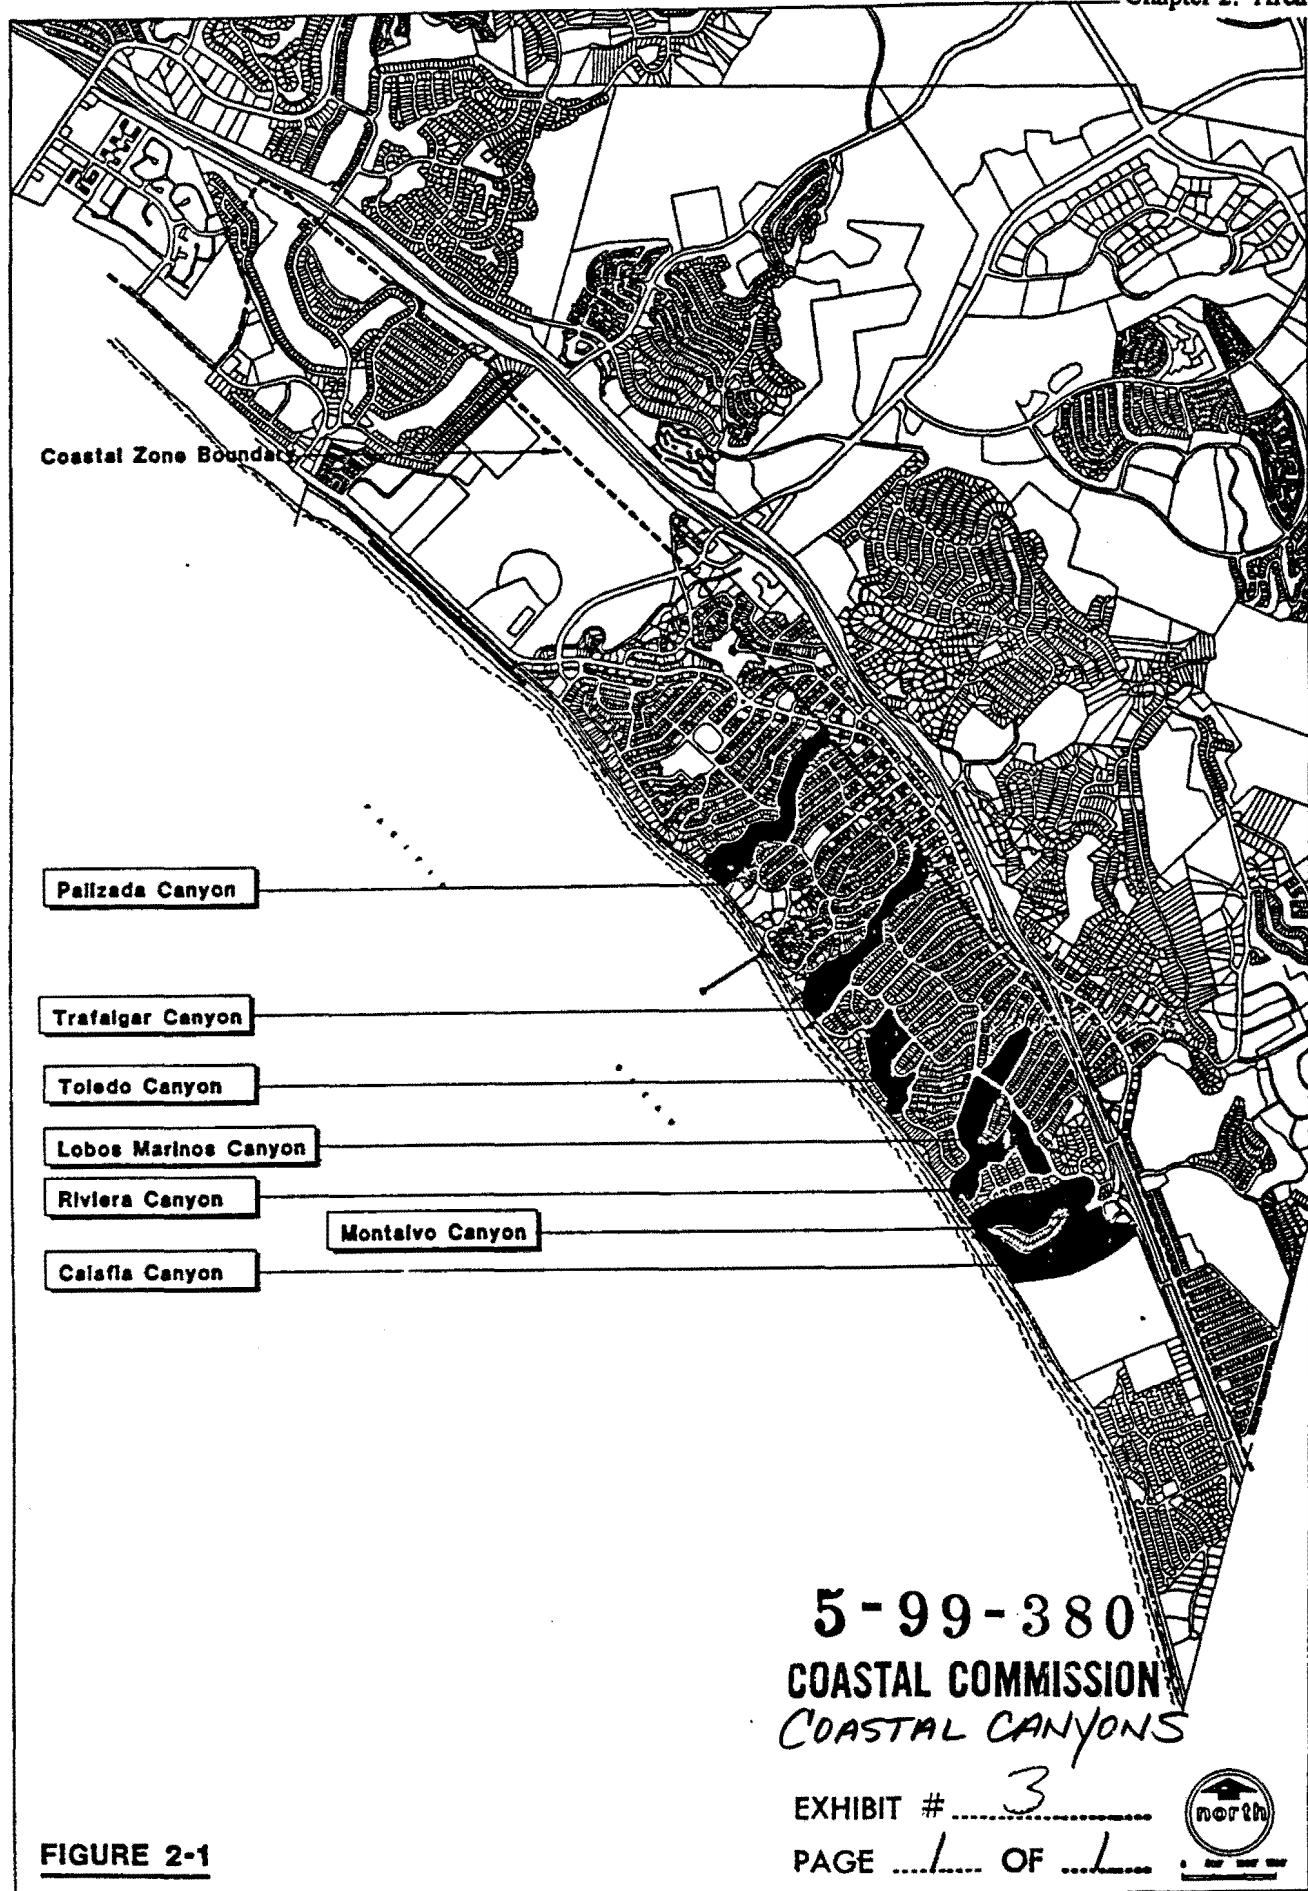 Chapter 2: Area
Coastal Zone Boundary
Palizada Canyon
Trafalgar Canyon
Toledo Canyon
Lobos Marinos Canyon
Riviera Canyon
Montalvo Canyon
Calafia Canyon
5-99-380
COASTAL COMMISSION
COASTAL CANYONS
EXHIBIT # 3
PAGE 1 OF 1
north
FIGURE 2-1